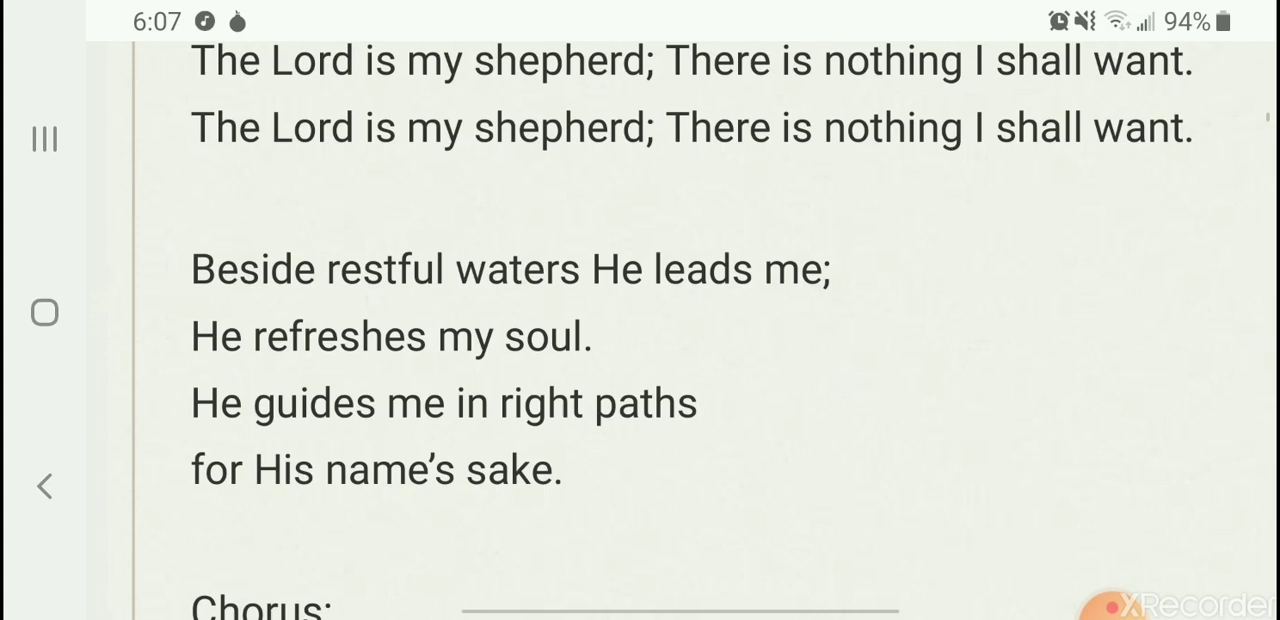 6:07
94%
The Lord is my shepherd; There is nothing I shall want.
The Lord is my shepherd; There is nothing I shall want.
Beside restful waters He leads me;
He refreshes my soul.
He guides me in right paths
for His name’s sake.
Chorus:
XRecorder